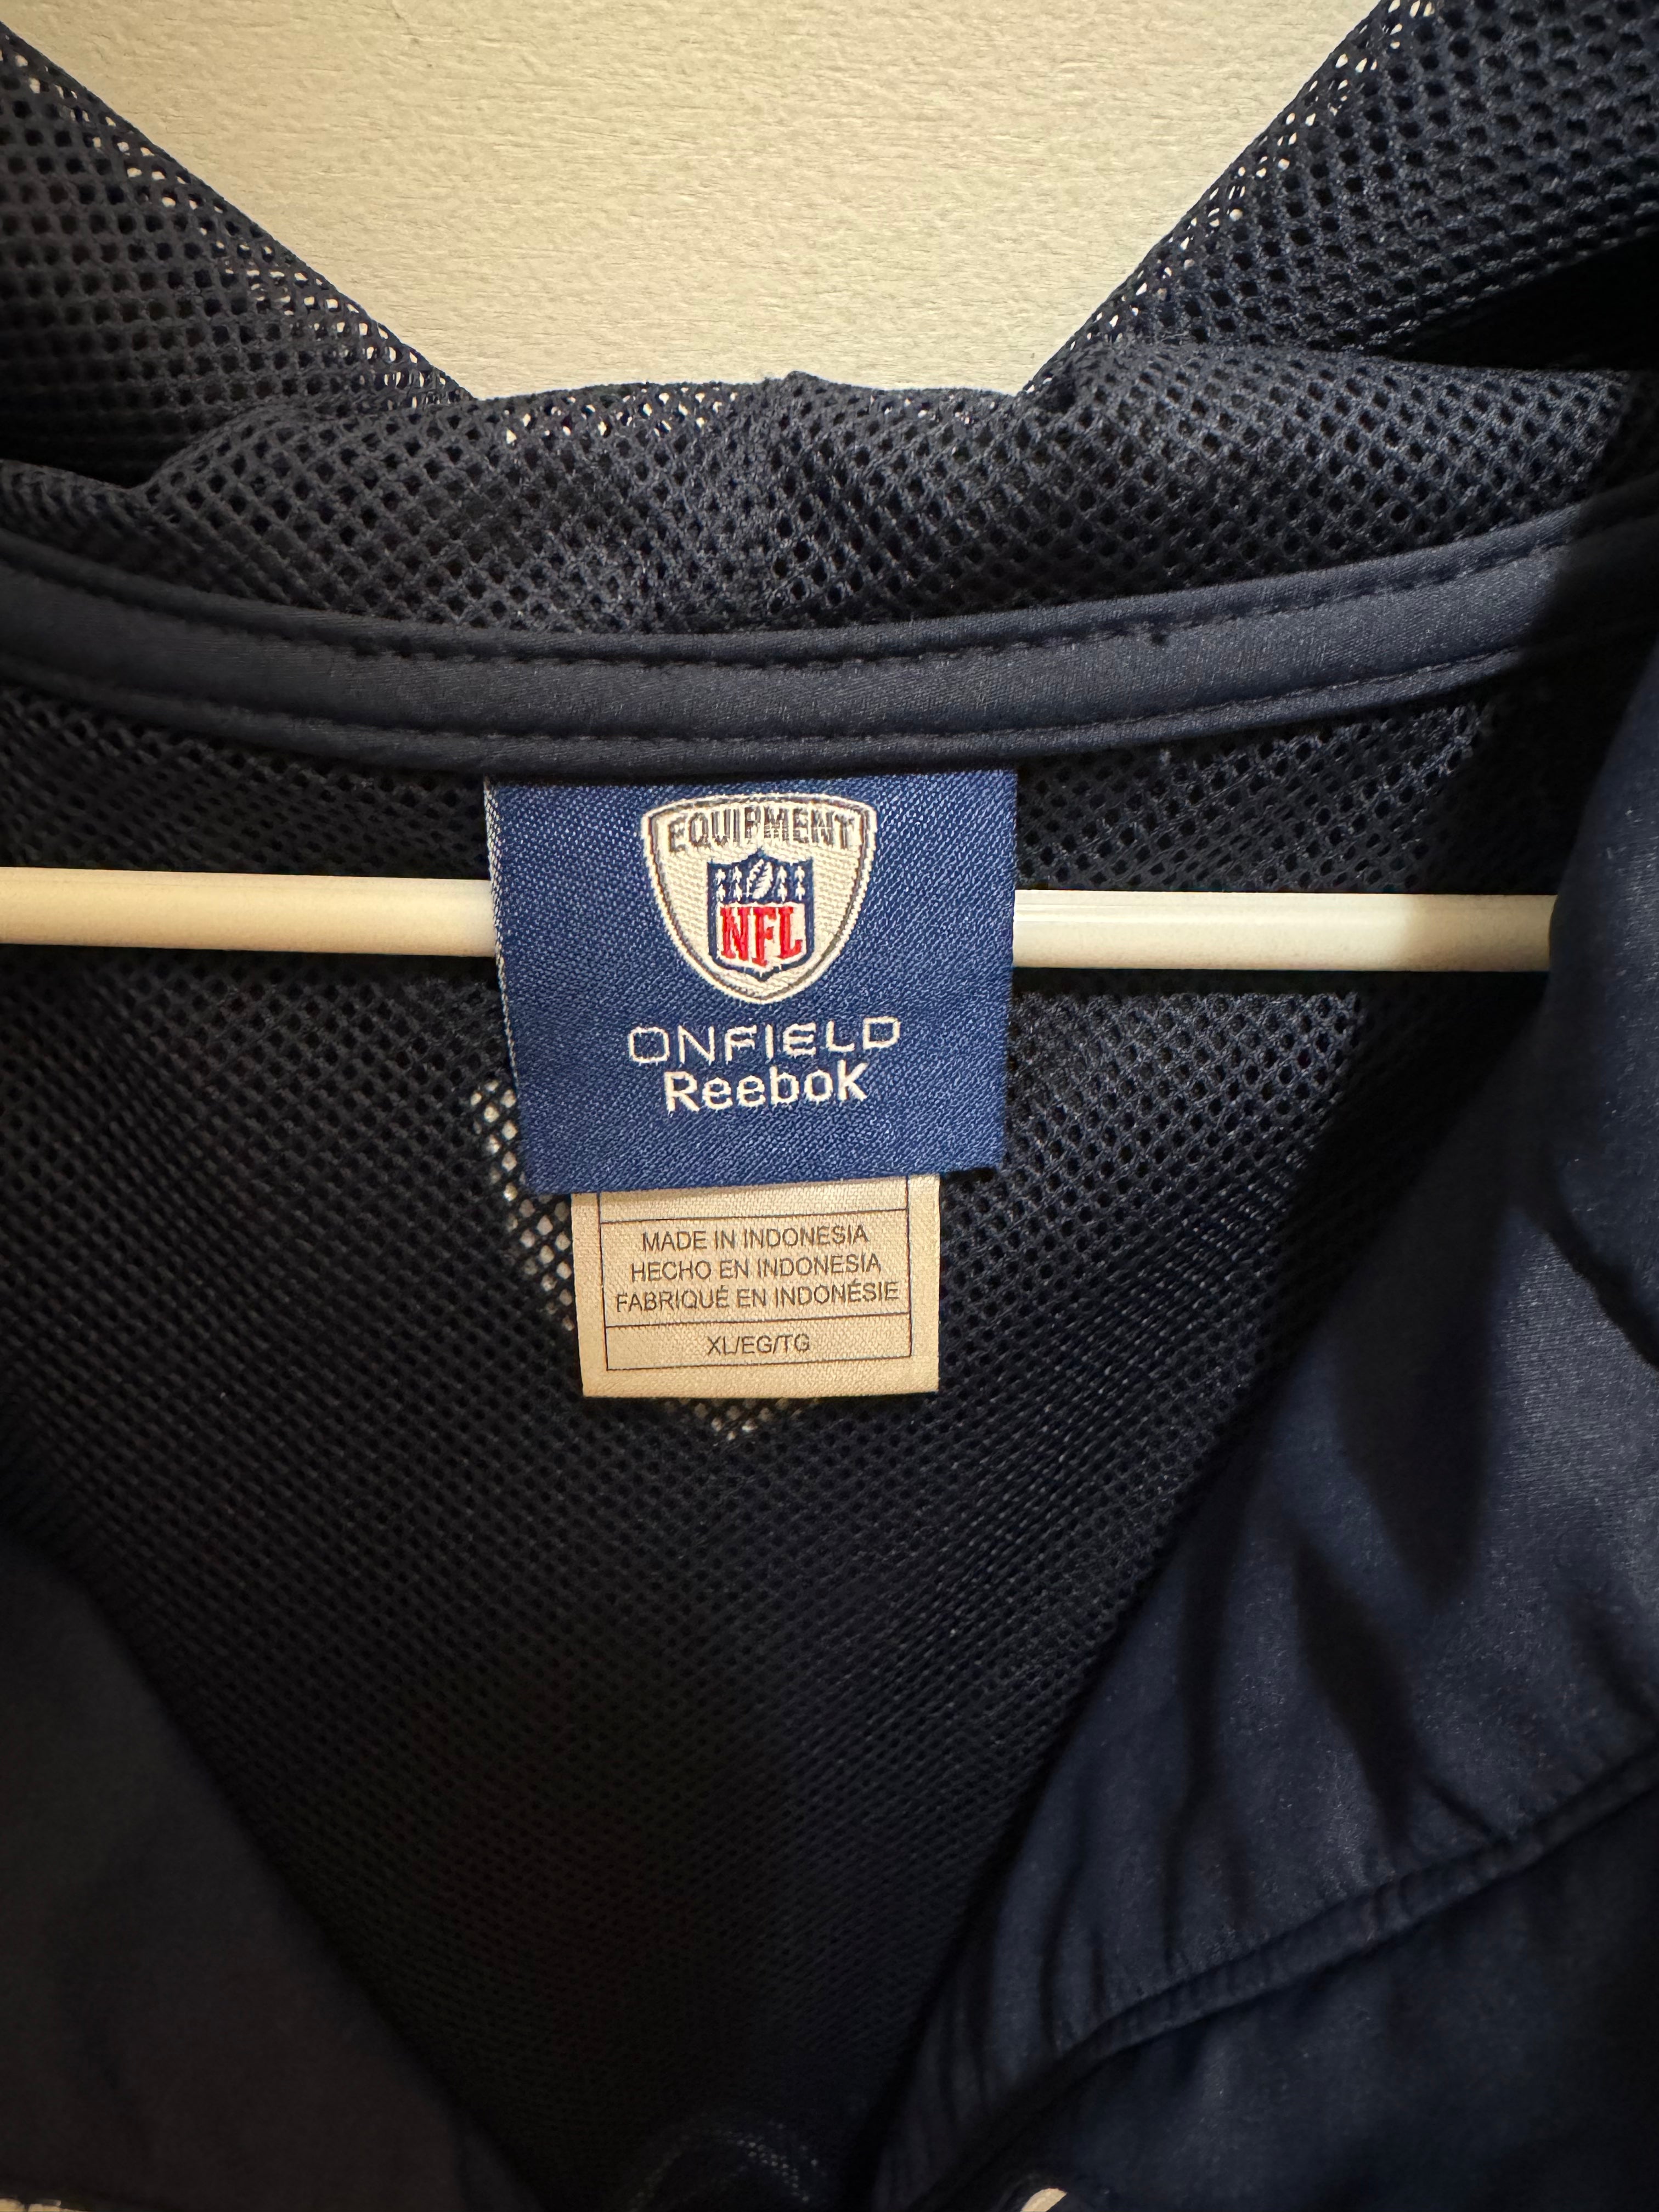 EQUIPMENT
NFL
ONFIELD
Reebok
MADE IN INDONESIA
HECHO EN INDONESIA
FABRIQUÉ EN INDONÉSIE
XL/EG/TG